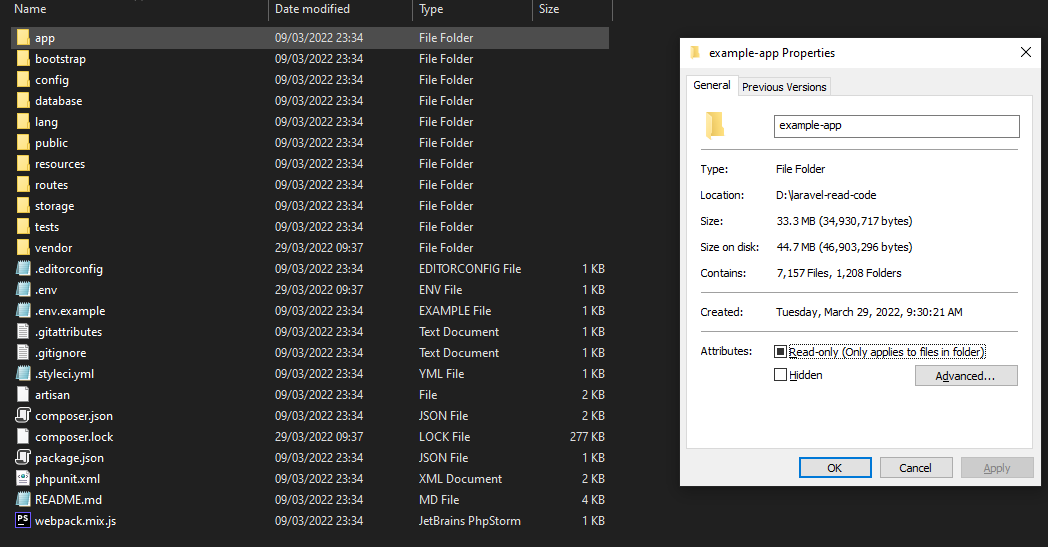 Name Date modified Type Size
app 09/03/2022 23:34 File Folder
bootstrap 09/03/2022 23:34 File Folder
config 09/03/2022 23:34 File Folder
database 09/03/2022 23:34 File Folder
lang 09/03/2022 23:34 File Folder
public 09/03/2022 23:34 File Folder
resources 09/03/2022 23:34 File Folder
routes 09/03/2022 23:34 File Folder
storage 09/03/2022 23:34 File Folder
tests 09/03/2022 23:34 File Folder
vendor 29/03/2022 09:37 File Folder
.editorconfig 09/03/2022 23:34 EDITORCONFIG File 1 KB
.env 29/03/2022 09:37 ENV File 1 KB
.env.example 09/03/2022 23:34 EXAMPLE File 1 KB
.gitattributes 09/03/2022 23:34 Text Document 1 KB
.gitignore 09/03/2022 23:34 Text Document 1 KB
.styleci.yml 09/03/2022 23:34 YML File 1 KB
artisan 09/03/2022 23:34 File 2 KB
composer.json 09/03/2022 23:34 JSON File 2 KB
composer.lock 29/03/2022 09:37 LOCK File 277 KB
package.json 09/03/2022 23:34 JSON File 1 KB
phpunit.xml 09/03/2022 23:34 XML Document 2 KB
README.md 09/03/2022 23:34 MD File 4 KB
PS webpack.mix.js 09/03/2022 23:34 JetBrains PhpStorm 1 KB
example-app Properties
General Previous Versions
example-app
Type: File Folder
Location: D:\laravel-read-code
Size: 33.3 MB (34,930,717 bytes)
Size on disk: 44.7 MB (46,903,296 bytes)
Contains: 7,157 Files, 1,208 Folders
Created: Tuesday, March 29, 2022, 9:30:21 AM
Attributes: Read-only (Only applies to files in folder)
Hidden Advanced...
OK Cancel Apply